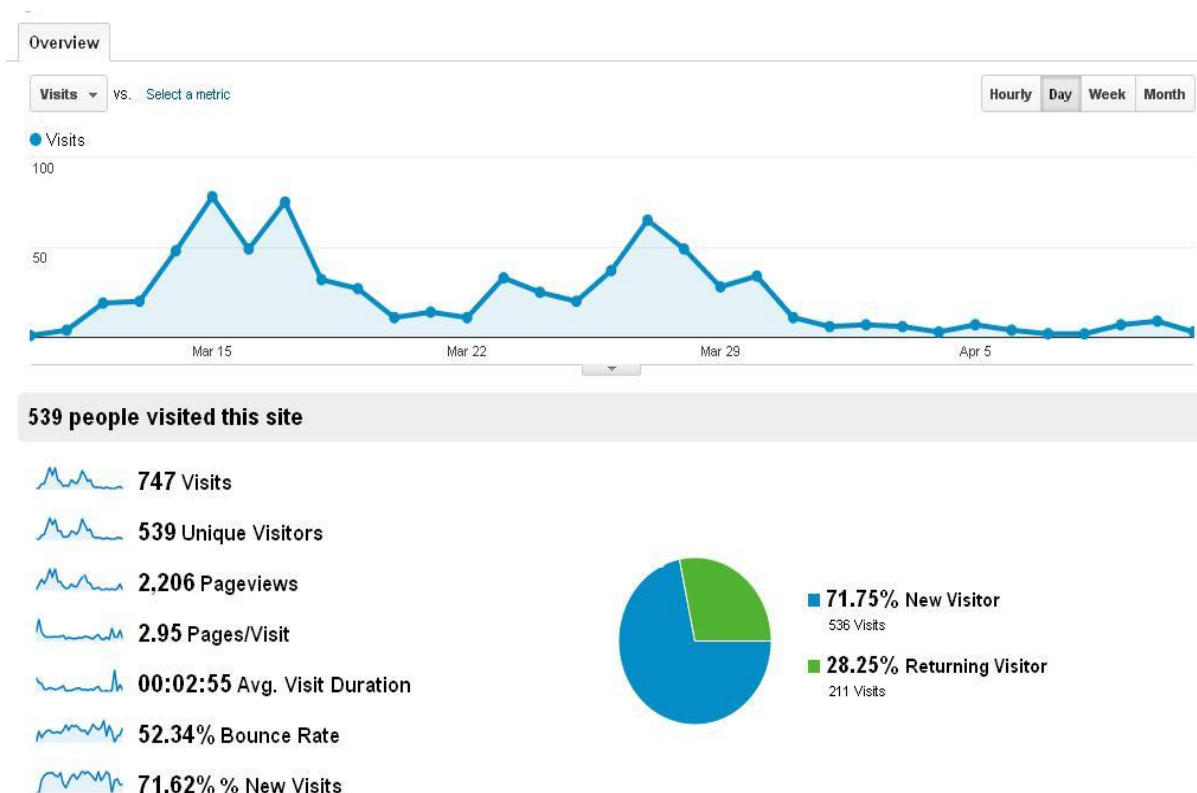 Overview
Visits vs. Select a metric Hourly Day Week Month
Visits
100
50
Mar 15 Mar 22 Mar 29 Apr 5
539 people visited this site
747 Visits
539 Unique Visitors
2,206 Pageviews
2.95 Pages/Visit
00:02:55 Avg. Visit Duration
52.34% Bounce Rate
71.62% % New Visits
71.75% New Visitor
536 Visits
28.25% Returning Visitor
211 Visits